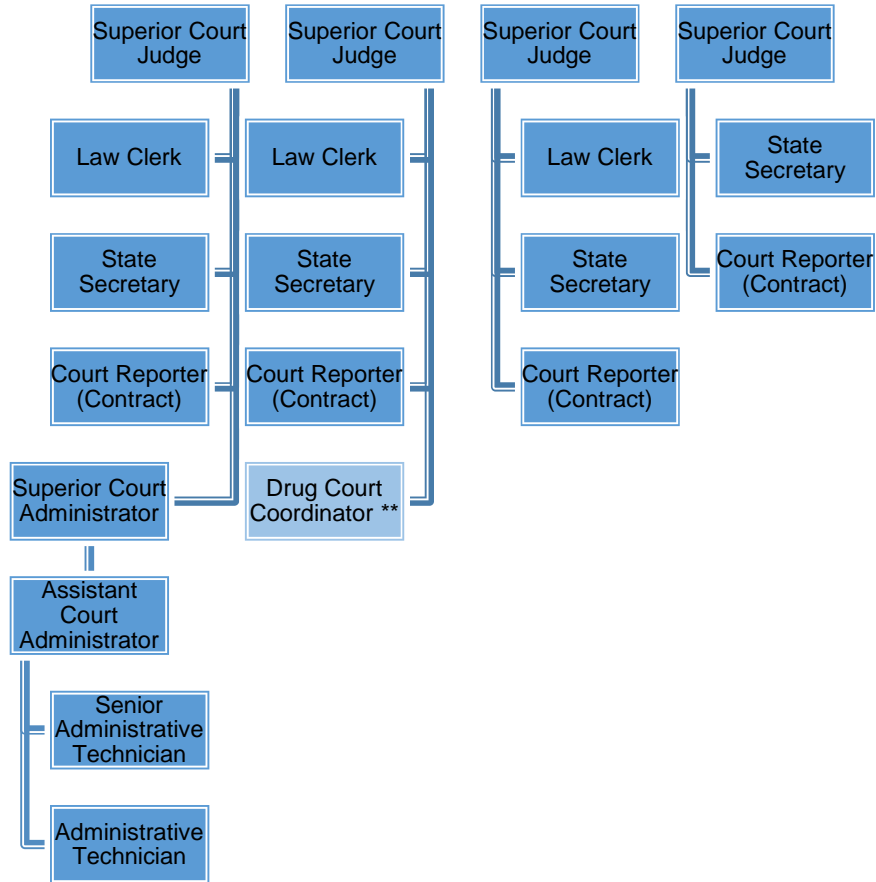 Superior Court
Judge
Superior Court
Judge
Superior Court
Judge
Superior Court
Judge
Law Clerk
Law Clerk
Law Clerk
State
Secretary
State
Secretary
State
Secretary
State
Secretary
Court Reporter
(Contract)
Court Reporter
(Contract)
Court Reporter
(Contract)
Court Reporter
(Contract)
Superior Court
Administrator
Drug Court
Coordinator **
Assistant
Court
Administrator
Senior
Administrative
Technician
Administrative
Technician